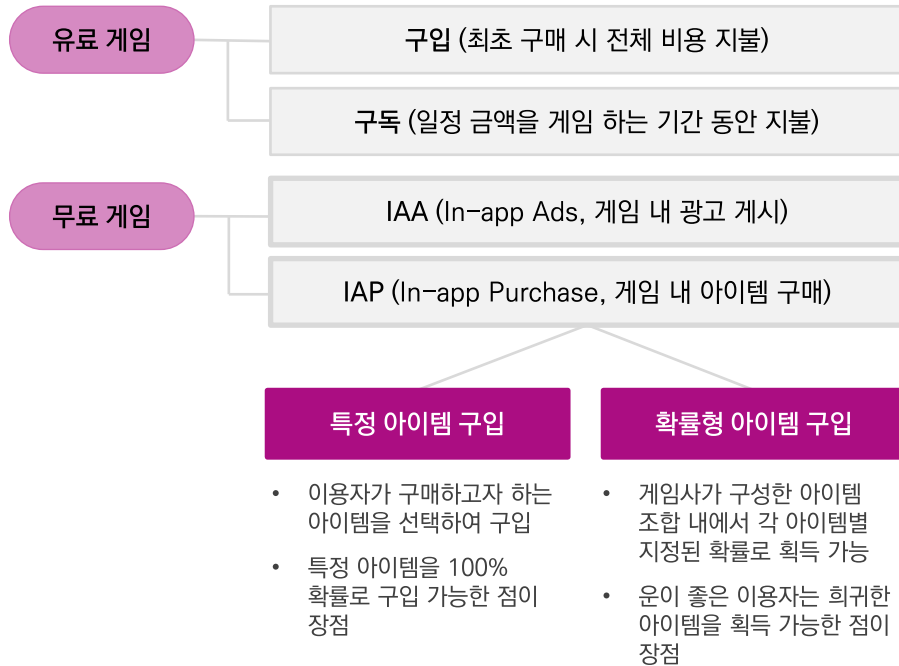 유료 게임
구입 (최초 구매 시 전체 비용 지불)
구독 (일정 금액을 게임 하는 기간 동안 지불)
무료 게임
IAA (In-app Ads, 게임 내 광고 게시)
IAP (In-app Purchase, 게임 내 아이템 구매)
특정 아이템 구입
• 이용자가 구매하고자 하는
아이템을 선택하여 구입
• 특정 아이템을 100%
확률로 구입 가능한 점이
장점
확률형 아이템 구입
• 게임사가 구성한 아이템
조합 내에서 각 아이템별
지정된 확률로 획득 가능
• 운이 좋은 이용자는 희귀한
아이템을 획득 가능한 점이
장점